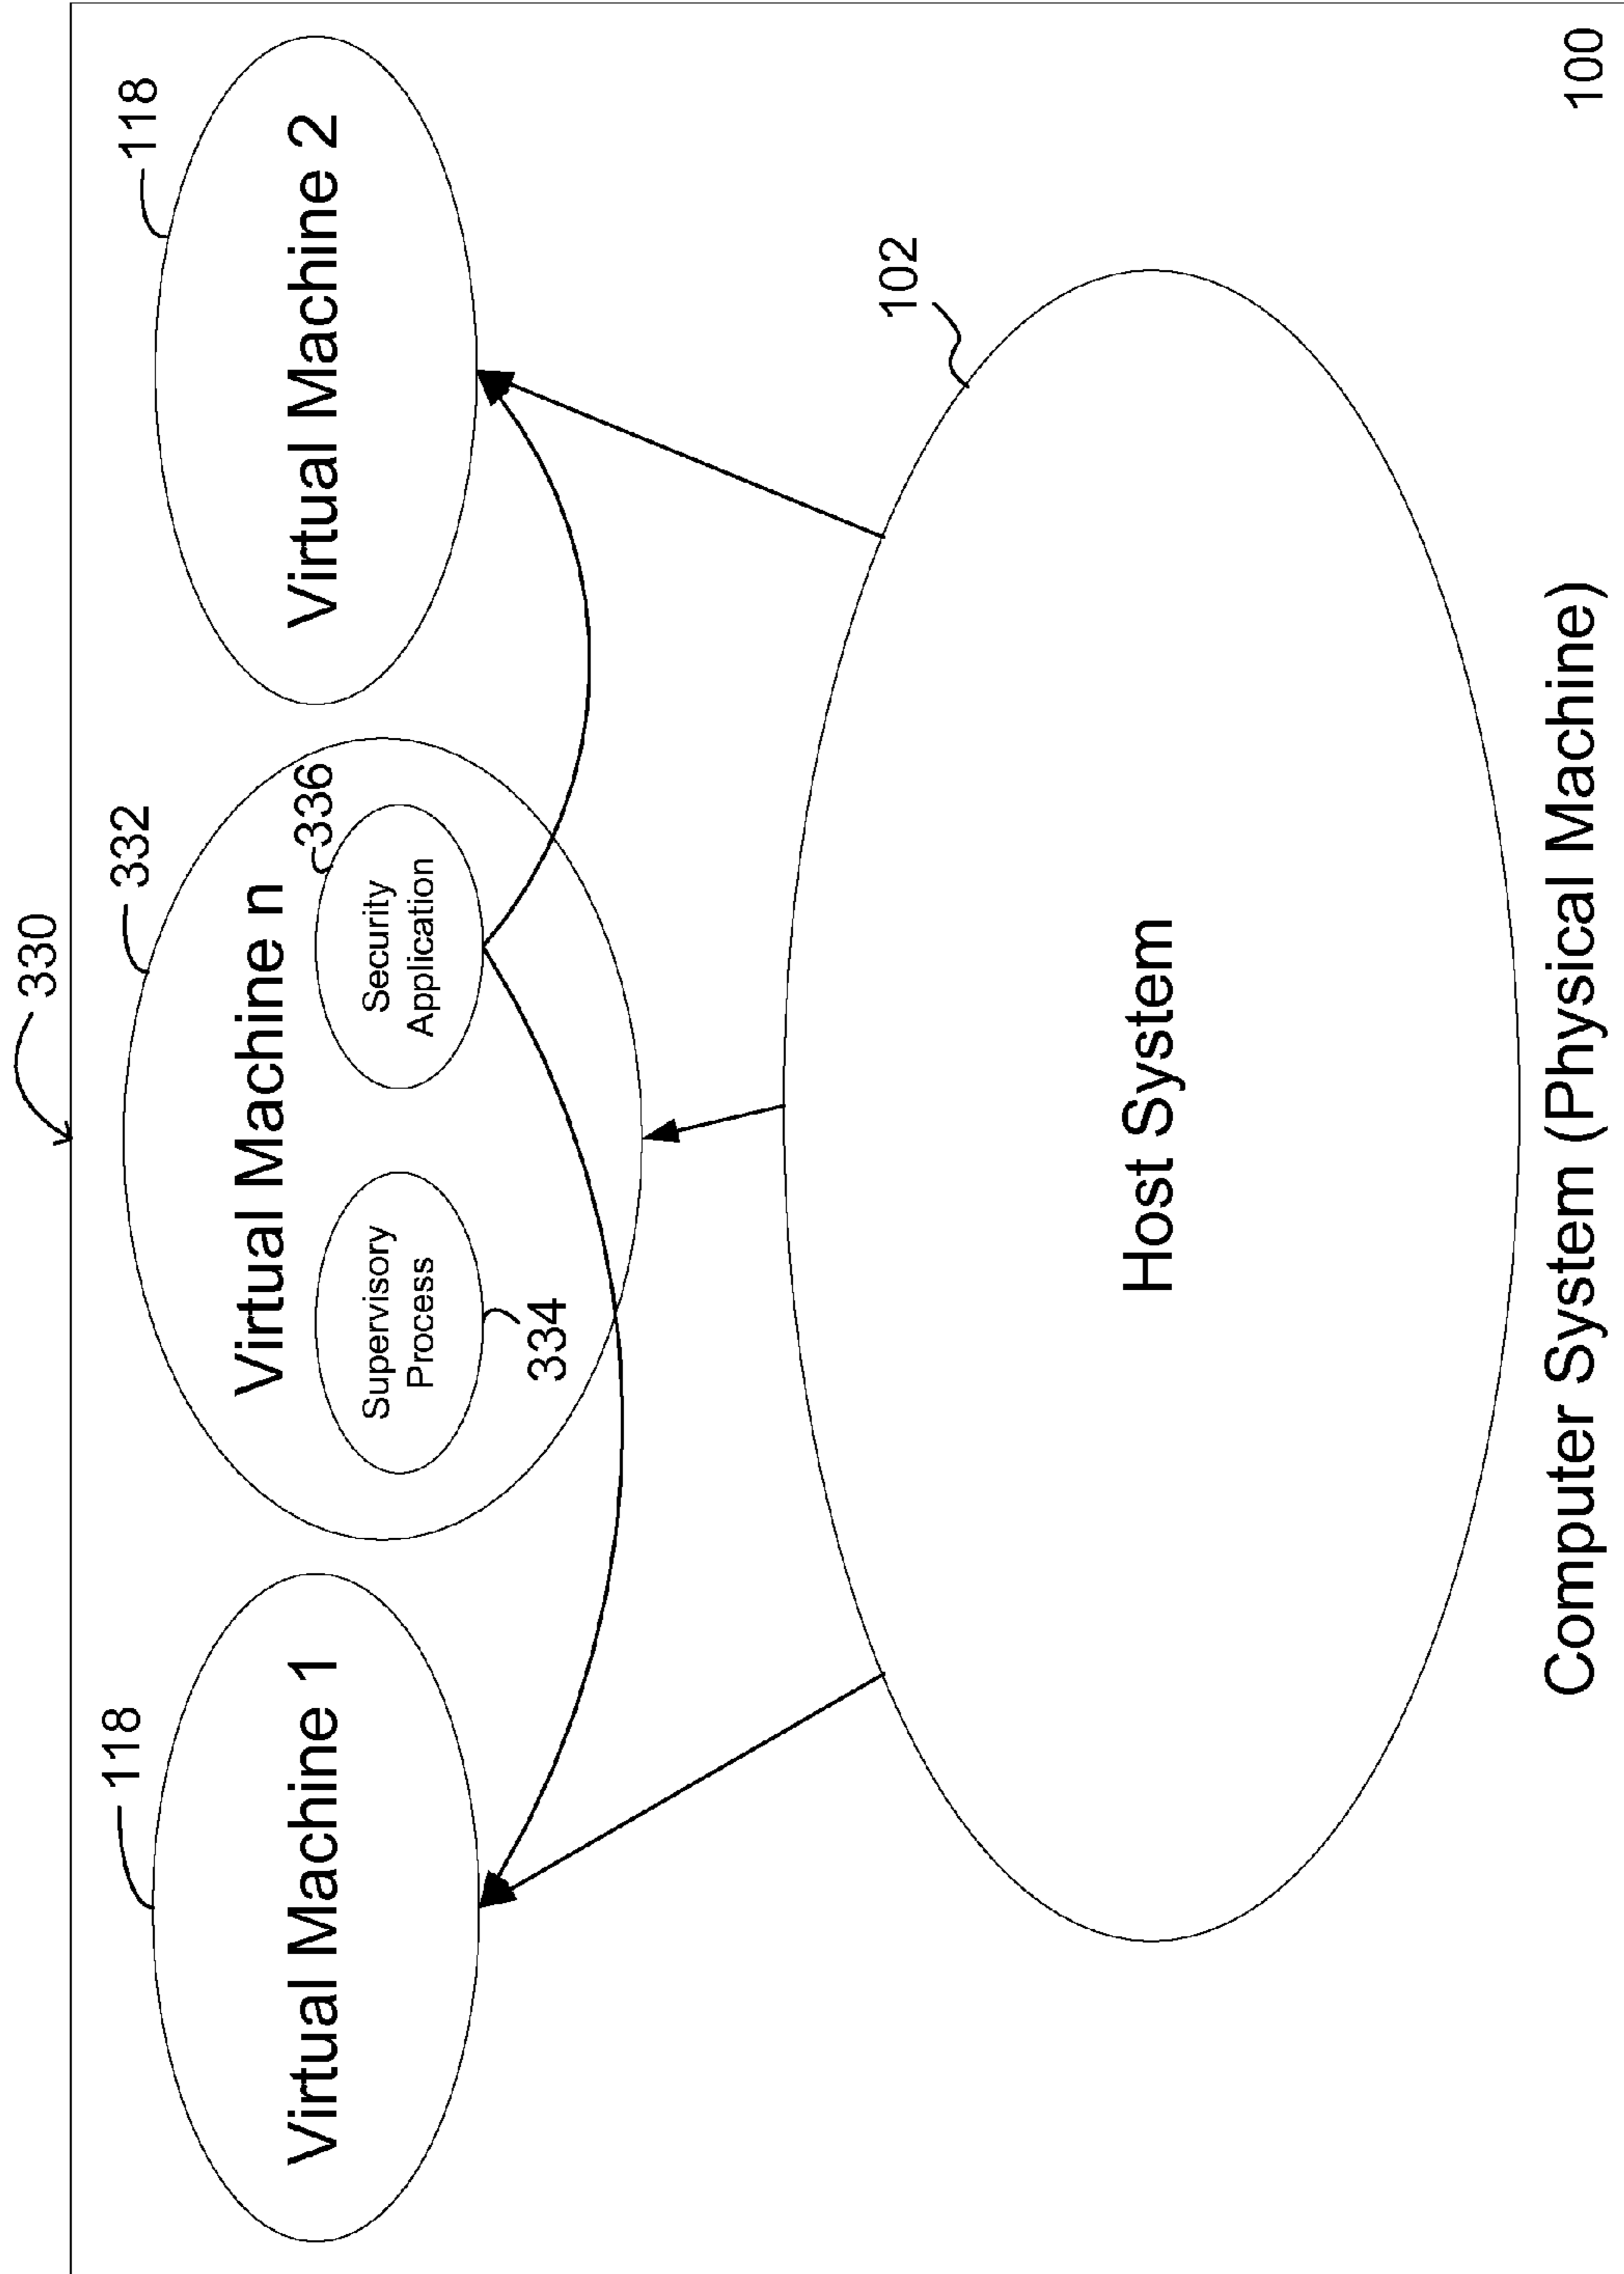 330
118
332
118
Virtual Machine 1
Virtual Machine n
Virtual Machine 2
336
Supervisory
Process
Security
Application
334
102
Host System
Computer System (Physical Machine)
100